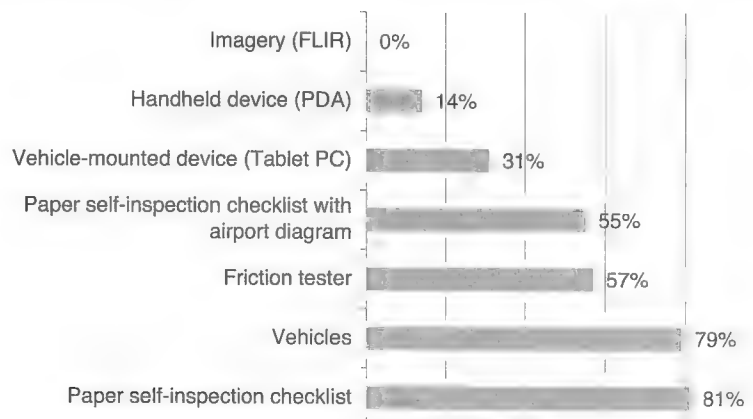 Imagery (FLIR) 0%
Handheld device (PDA) 14%
Vehicle-mounted device (Tablet PC) 31%
Paper self-inspection checklist with
airport diagram 55%
Friction tester 57%
Vehicles 79%
Paper self-inspection checklist 81%